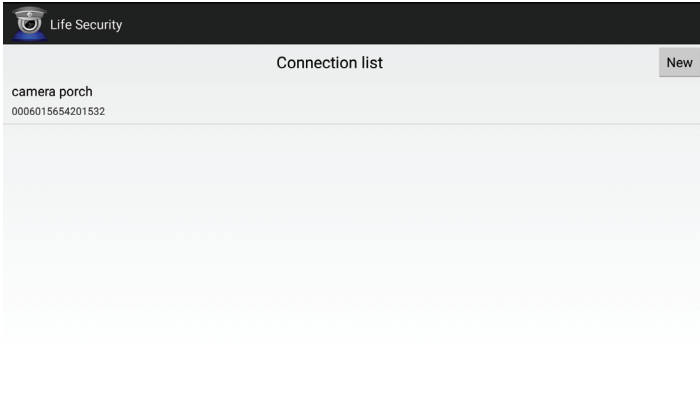 Life Security
Connection list
New
camera porch
0006015654201532